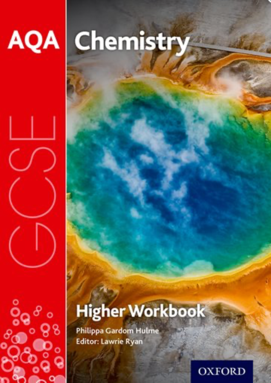 AQA Chemistry
GCSE
Higher Workbook
Philippa Gardom Hulme
Editor: Lawrie Ryan
OXFORD